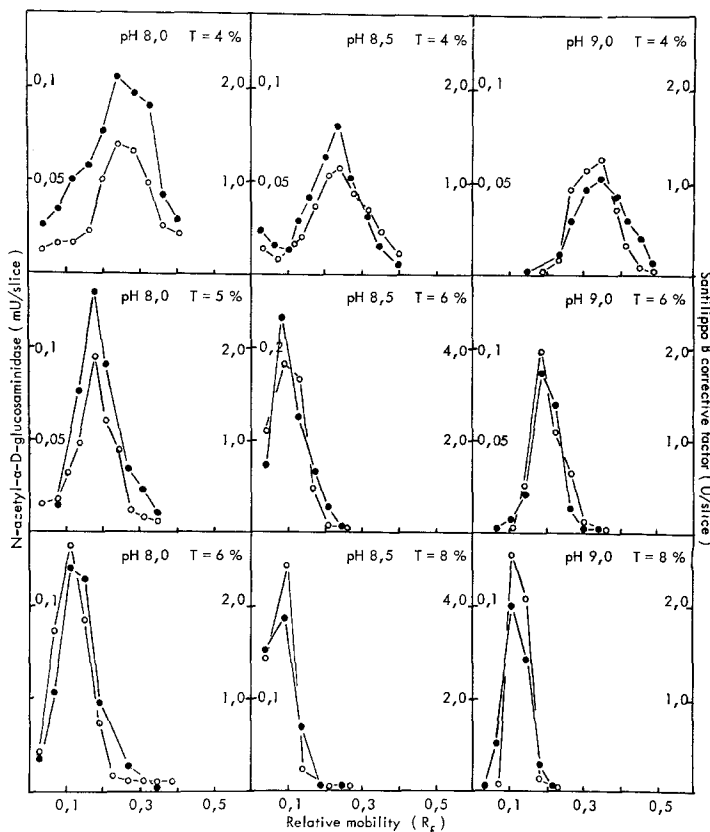 pH 8,0 T = 4 %
pH 8,5 T = 4 %
pH 9,0 T = 4 %
0,1
2,0
0,1
2,0
0,1
2,0
0,05
1,0
0,05
1,0
0,05
1,0
pH 8,0 T = 5 %
pH 8,5 T = 6 %
pH 9,0 T = 6 %
0,1
2,0
0,2
4,0
0,1
2,0
0,05
1,0
2,0
0,05
1,0
pH 8,0 T = 6 %
pH 8,5 T = 8 %
pH 9,0 T = 8 %
0,1
2,0
4,0
0,1
2,0
1,0
0,1
2,0
1,0
0,1 0,3 0,5
0,1 0,3 0,5
0,1 0,3 0,5
Relative mobility (RF)
N-acetyl-α-D-glucosaminidase (mU/slice)
Sanfilippo B corrective factor (U/slice)